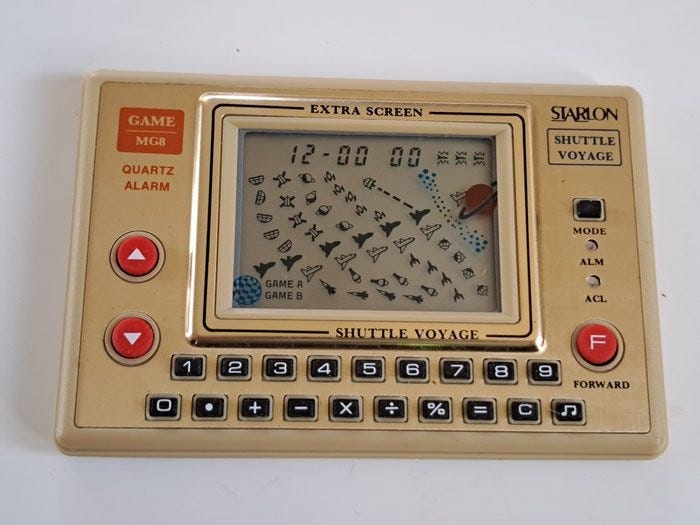 EXTRA SCREEN
GAME
MG8
QUARTZ
ALARM
STARLON
SHUTTLE
VOYAGE
12-00 00
GAME A
GAME B
SHUTTLE VOYAGE
MODE
ALM
ACL
F
FORWARD
1 2 3 4 5 6 7 8 9
0 • + − X ÷ % = C ♫